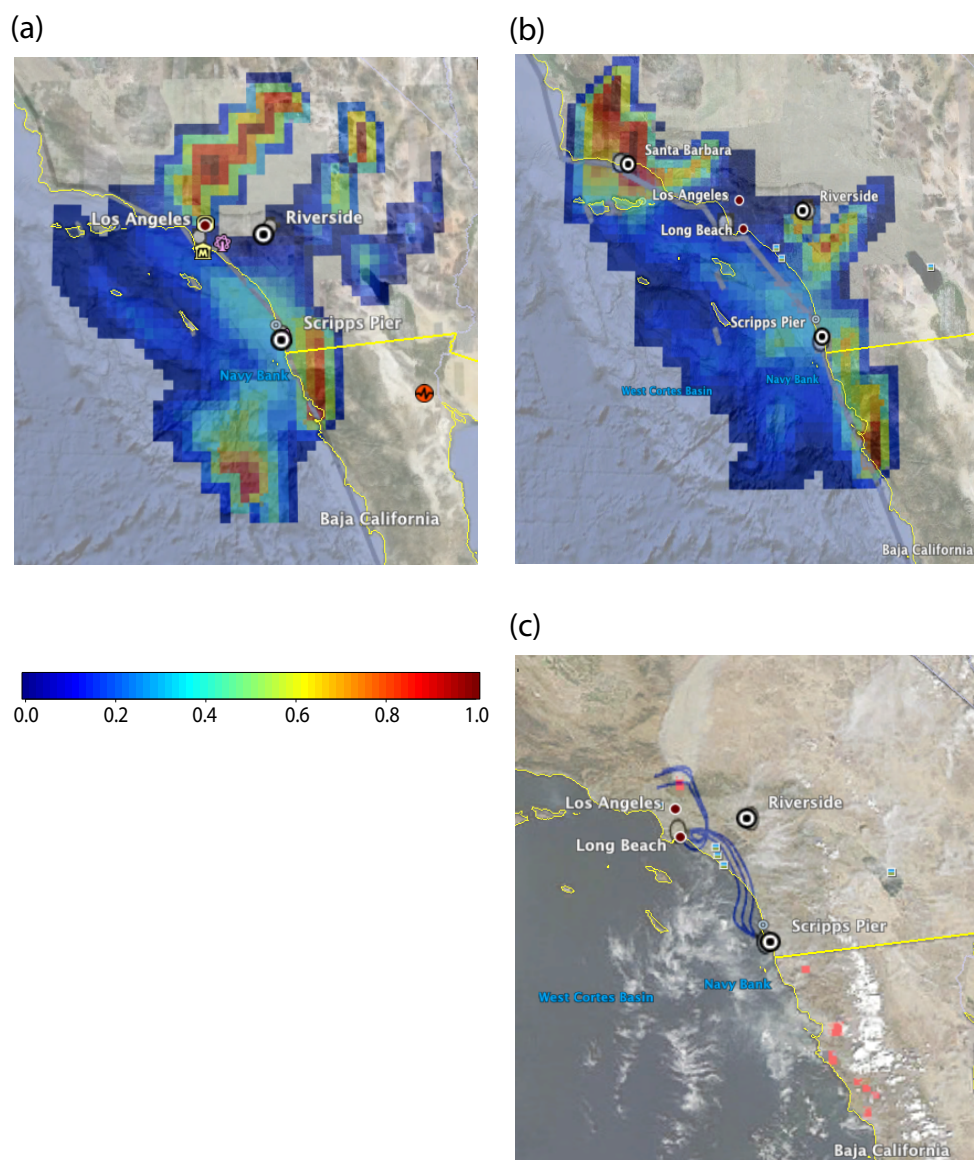 (a)
Los Angeles
Riverside
Scripps Pier
Navy Bank
Baja California
(b)
Santa Barbara
Los Angeles
Riverside
Long Beach
Scripps Pier
West Cortes Basin
Navy Bank
Baja California
0.0 0.2 0.4 0.6 0.8 1.0
(c)
Los Angeles
Riverside
Long Beach
Scripps Pier
Navy Bank
West Cortes Basin
Baja California